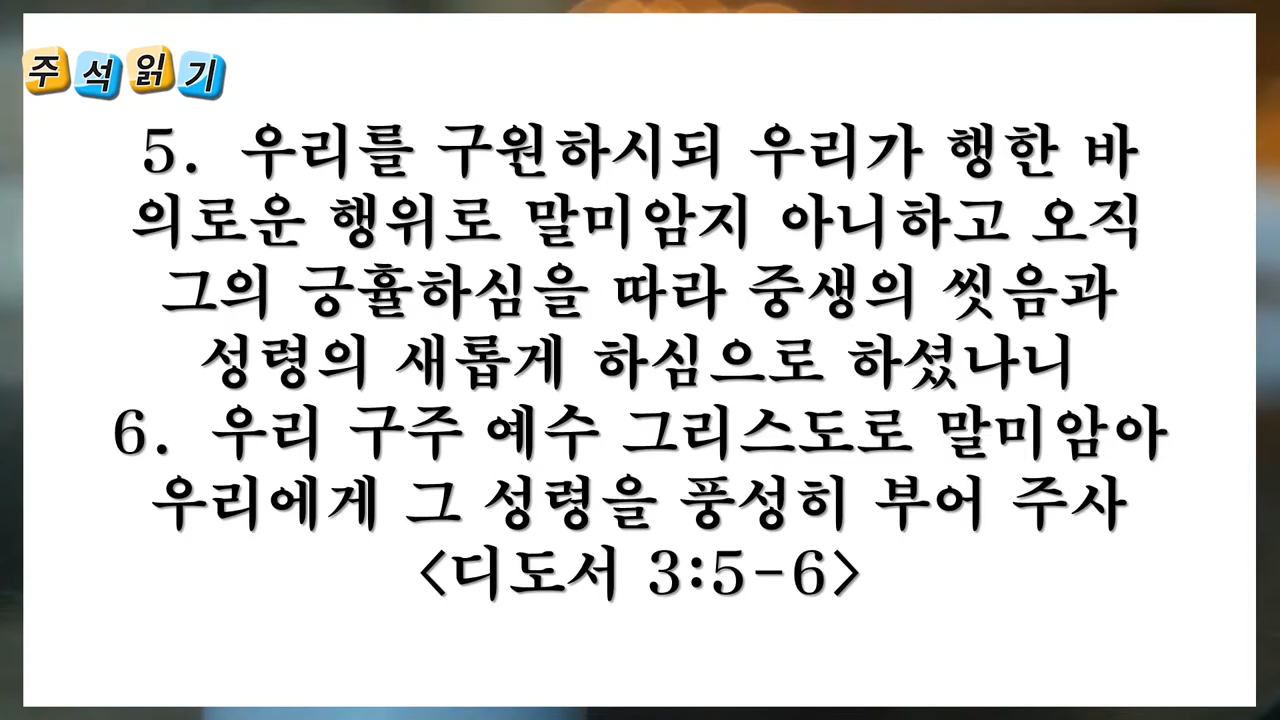 주석읽기
5. 우리를 구원하시되 우리가 행한 바
의로운 행위로 말미암지 아니하고 오직
그의 긍휼하심을 따라 중생의 씻음과
성령의 새롭게 하심으로 하셨나니
6. 우리 구주 예수 그리스도로 말미암아
우리에게 그 성령을 풍성히 부어 주사
<디도서 3:5-6>